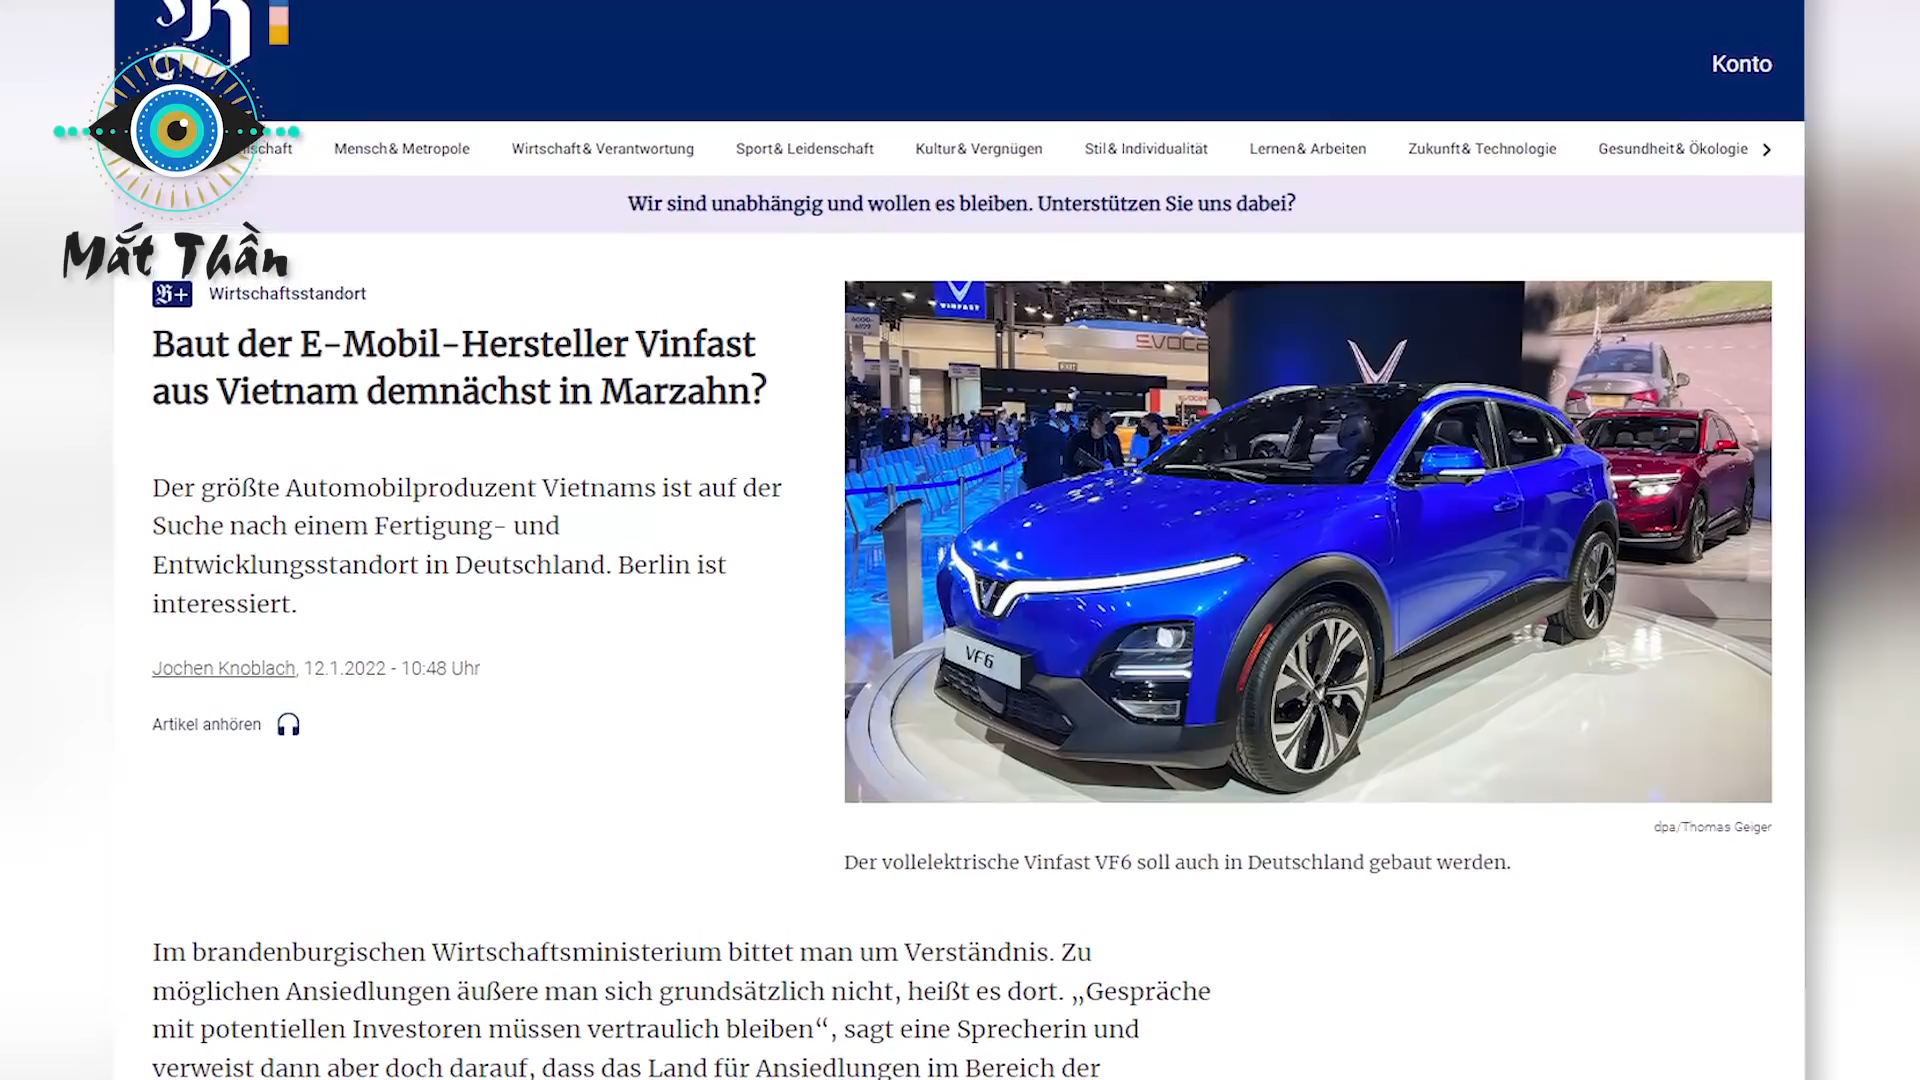 Konto
schaft
Mensch & Metropole
Wirtschaft & Verantwortung
Sport & Leidenschaft
Kultur & Vergnügen
Stil & Individualität
Lernen & Arbeiten
Zukunft & Technologie
Gesundheit & Ökologie
Wir sind unabhängig und wollen es bleiben. Unterstützen Sie uns dabei?
Mắt Thần
B+ Wirtschaftsstandort
Baut der E-Mobil-Hersteller Vinfast
aus Vietnam demnächst in Marzahn?
Der größte Automobilproduzent Vietnams ist auf der
Suche nach einem Fertigung- und
Entwicklungsstandort in Deutschland. Berlin ist
interessiert.
Jochen Knoblach, 12.1.2022 - 10:48 Uhr
Artikel anhören
VINFAST
EXIT
VF6
dpa/Thomas Geiger
Der vollelektrische Vinfast VF6 soll auch in Deutschland gebaut werden.
Im brandenburgischen Wirtschaftsministerium bittet man um Verständnis. Zu
möglichen Ansiedlungen äußere man sich grundsätzlich nicht, heißt es dort. „Gespräche
mit potentiellen Investoren müssen vertraulich bleiben“, sagt eine Sprecherin und
verweist dann aber doch darauf, dass das Land für Ansiedlungen im Bereich der